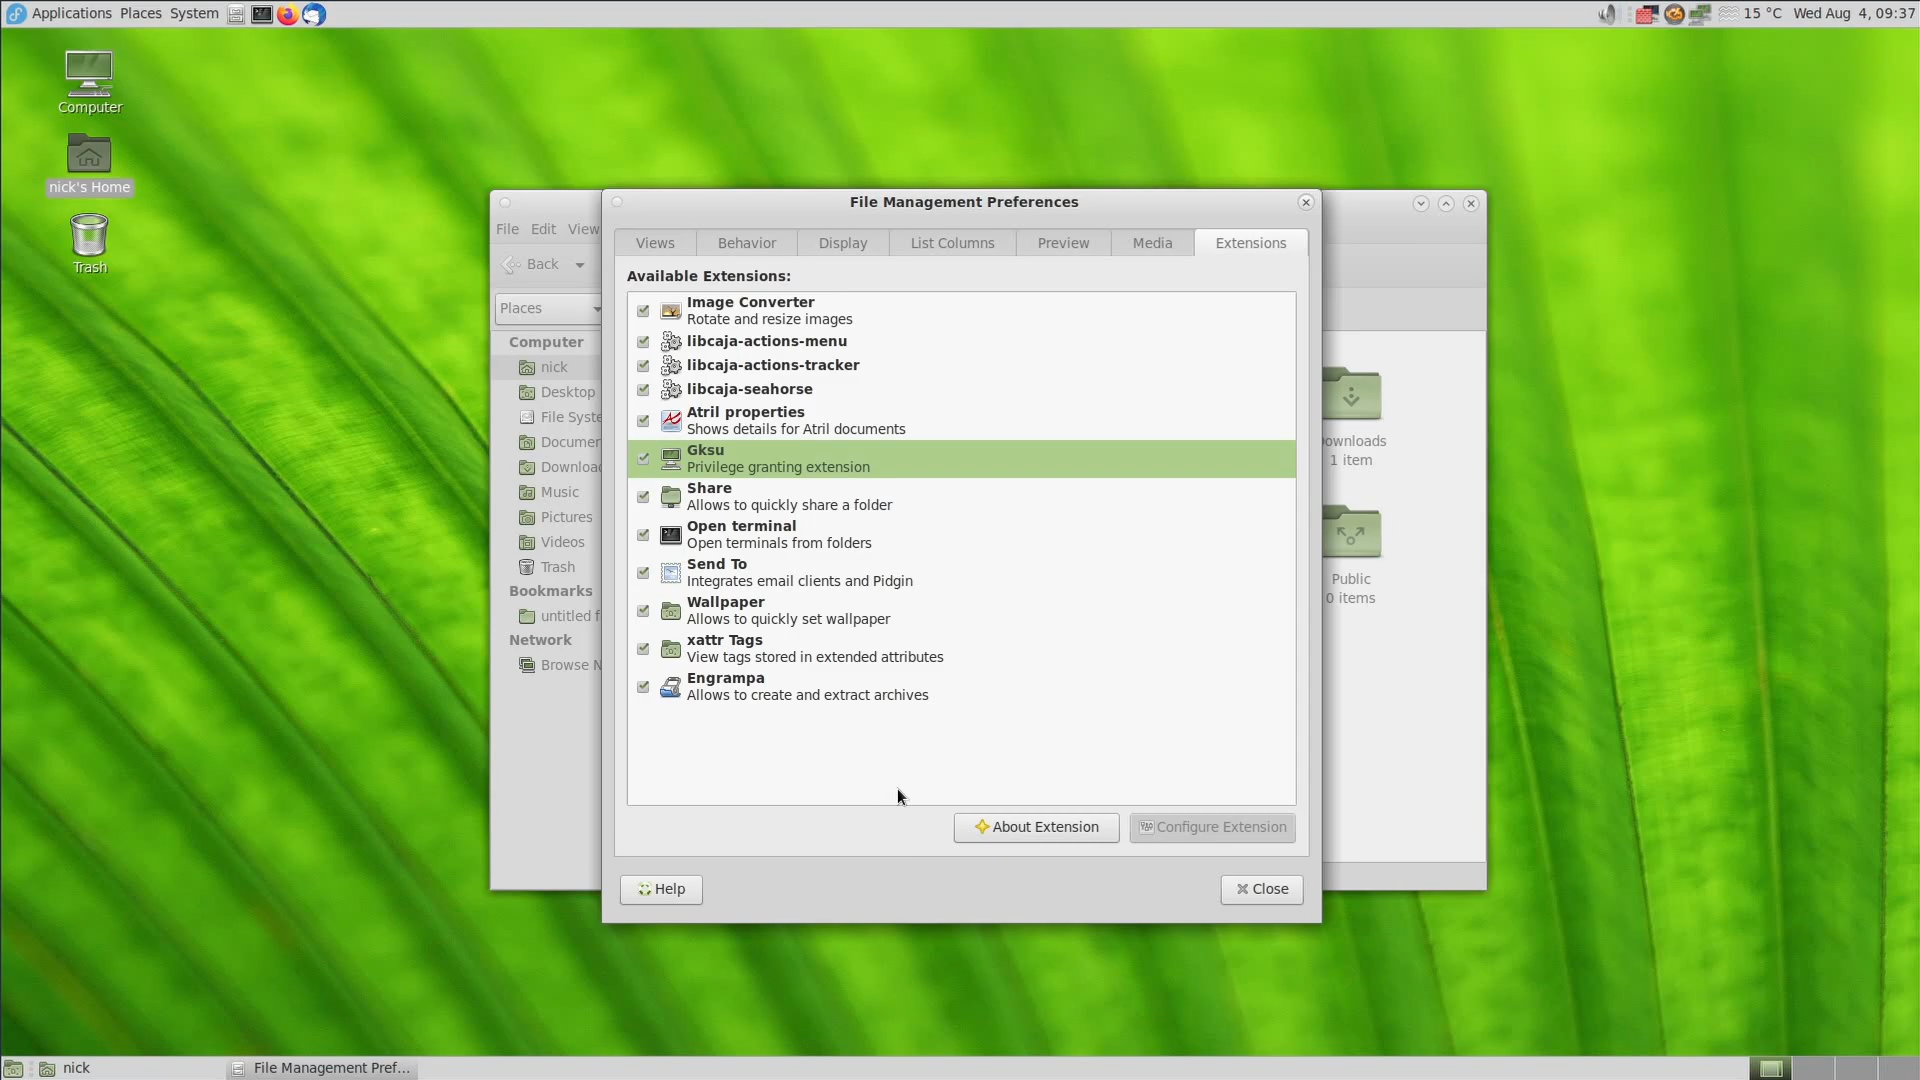 Applications Places System
15 °C Wed Aug 4, 09:37
Computer
nick's Home
Trash
File Edit View
Back
Places
Computer
nick
Desktop
File Syste
Documen
Download
Music
Pictures
Videos
Trash
Bookmarks
untitled f
Network
Browse N
File Management Preferences
Views Behavior Display List Columns Preview Media Extensions
Available Extensions:
Image Converter
Rotate and resize images
libcaja-actions-menu
libcaja-actions-tracker
libcaja-seahorse
Atril properties
Shows details for Atril documents
Gksu
Privilege granting extension
Share
Allows to quickly share a folder
Open terminal
Open terminals from folders
Send To
Integrates email clients and Pidgin
Wallpaper
Allows to quickly set wallpaper
xattr Tags
View tags stored in extended attributes
Engrampa
Allows to create and extract archives
About Extension Configure Extension
Help Close
ownloads
1 item
Public
0 items
nick File Management Pref...